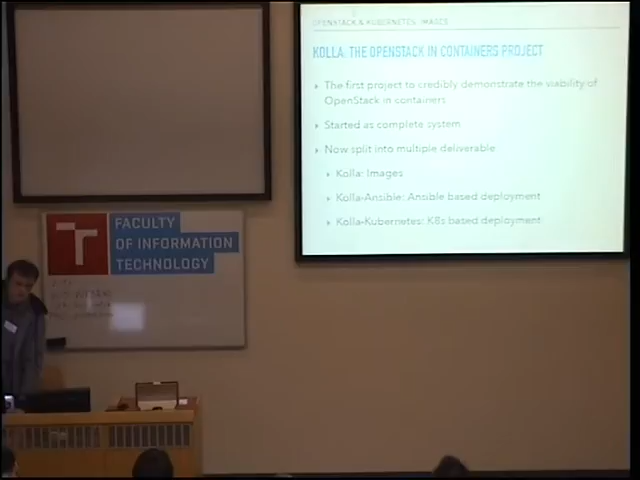 OPENSTACK & KUBERNETES: IMAGES
KOLLA: THE OPENSTACK IN CONTAINERS PROJECT
The first project to credibly demonstrate the viability of
OpenStack in containers
Started as complete system
Now split into multiple deliverable
Kolla: Images
Kolla-Ansible: Ansible based deployment
Kolla-Kubernetes: K8s based deployment
FACULTY
OF INFORMATION
TECHNOLOGY